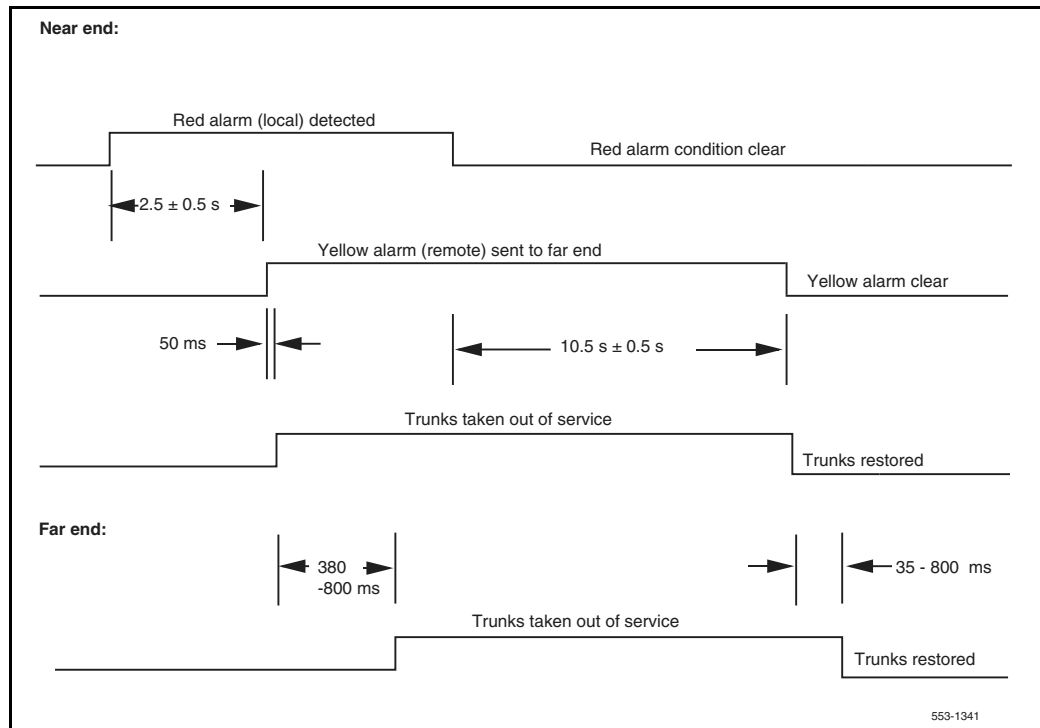 Near end:
Red alarm (local) detected
Red alarm condition clear
2.5 ± 0.5 s
Yellow alarm (remote) sent to far end
Yellow alarm clear
50 ms
10.5 s ± 0.5 s
Trunks taken out of service
Trunks restored
Far end:
380
-800 ms
35 - 800 ms
Trunks taken out of service
Trunks restored
553-1341